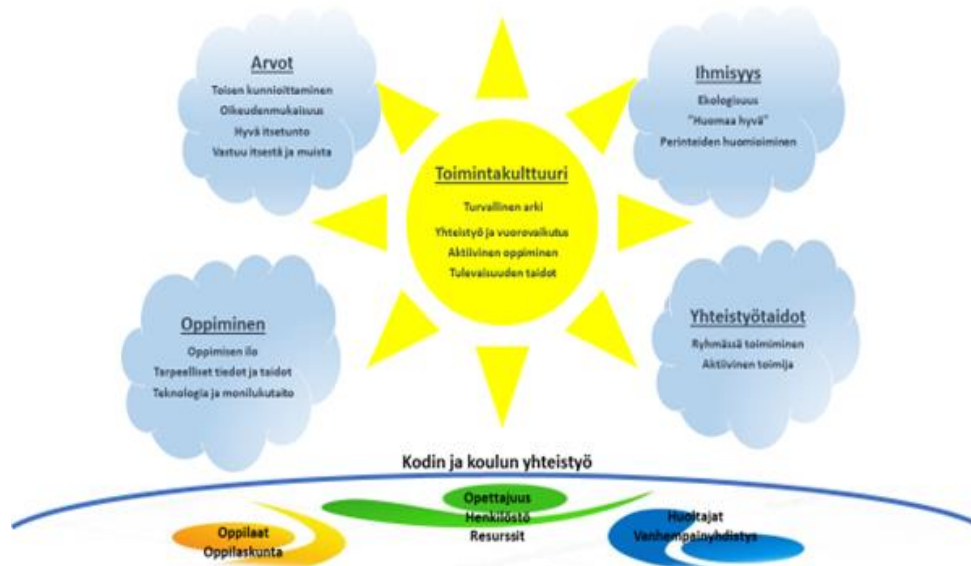 Arvot
Toisen kunnioittaminen
Oikeudenmukaisuus
Hyvä itsetunto
Vastuu itsestä ja muista
Ihmisyys
Ekologisuus
"Huomaa hyvä"
Perinteiden huomioiminen
Toimintakulttuuri
Turvallinen arki
Yhteistyö ja vuorovaikutus
Aktiivinen oppiminen
Tulevaisuuden taidot
Oppiminen
Oppimisen ilo
Tarpeelliset tiedot ja taidot
Teknologia ja monilukutaito
Yhteistyötaidot
Ryhmässä toimiminen
Aktiivinen toimija
Kodin ja koulun yhteistyö
Oppilaat
Oppilaskunta
Opettajuus
Henkilöstö
Resurssit
Huoltajat
Vanhempainyhdistys